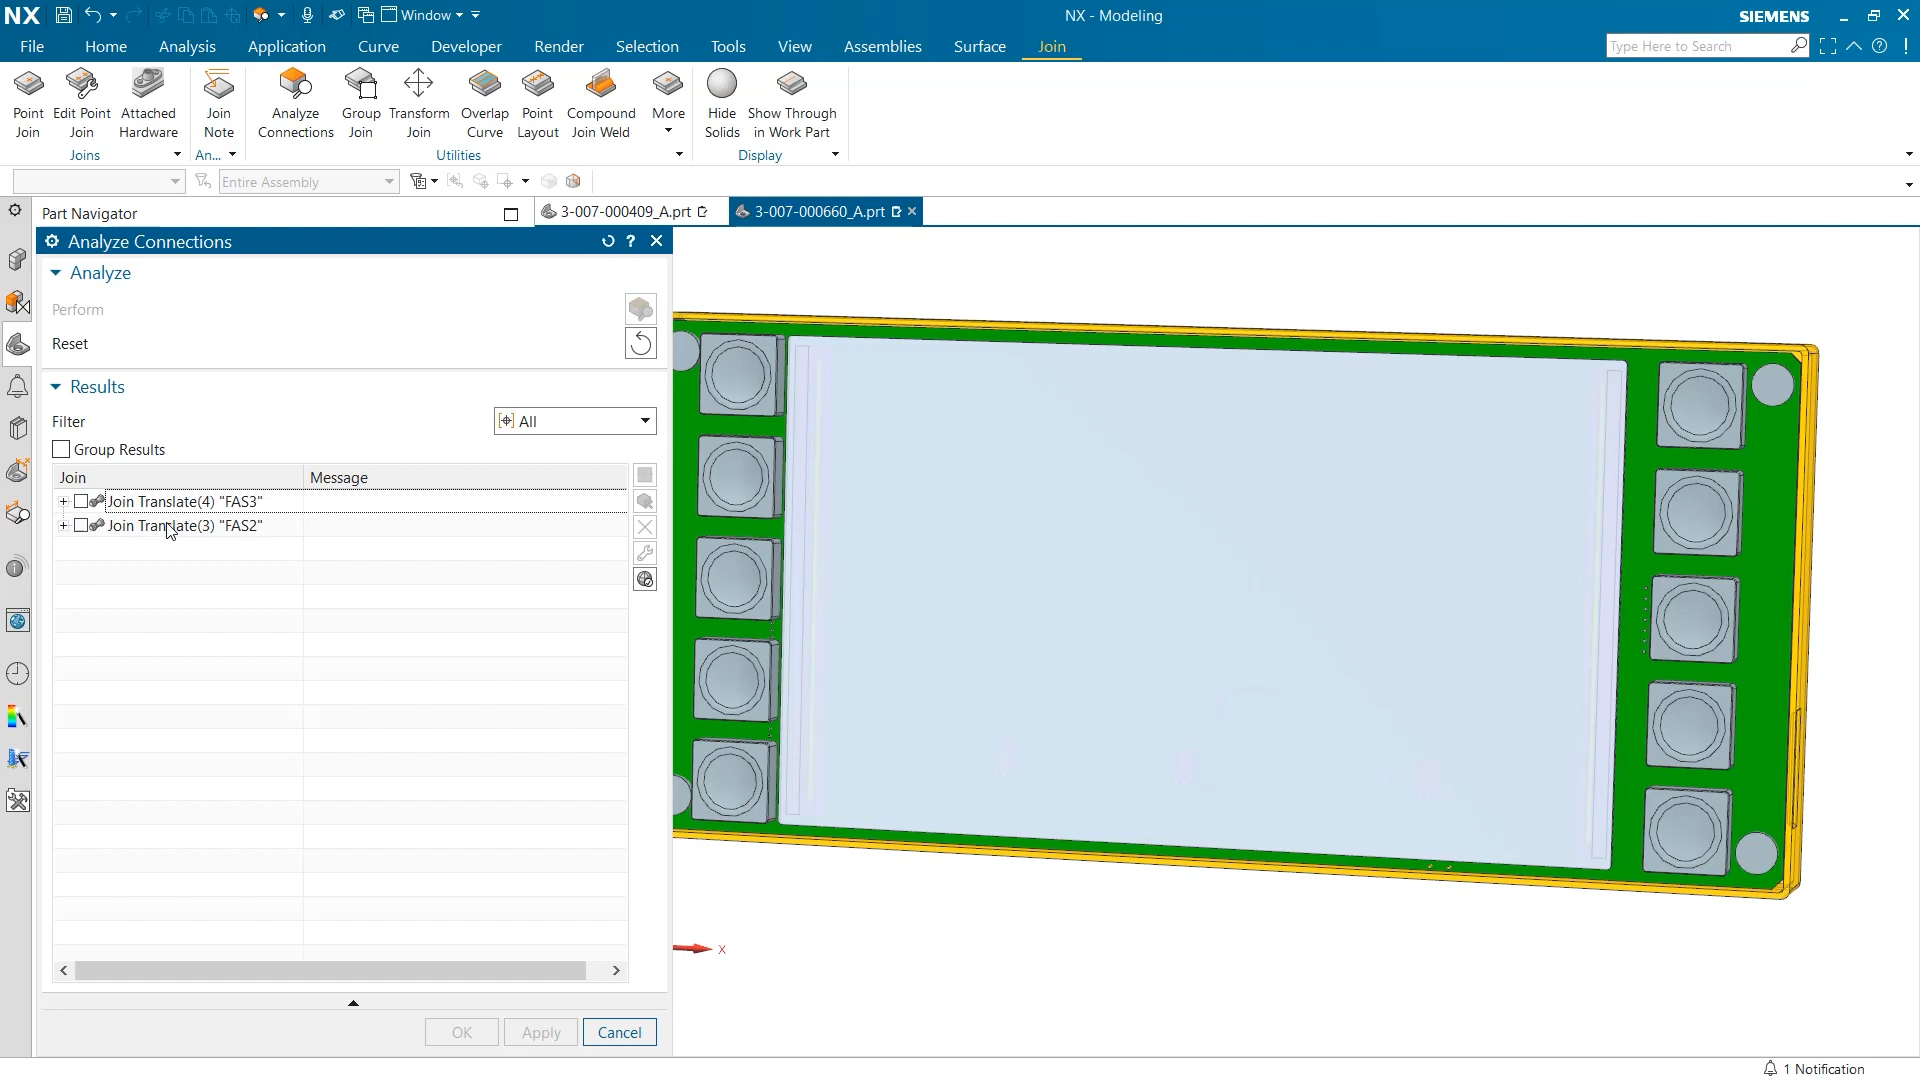 NX
Window
NX - Modeling
SIEMENS
File
Home
Analysis
Application
Curve
Developer
Render
Selection
Tools
View
Assemblies
Surface
Join
Type Here to Search
Point Join
Edit Point Join
Attached Hardware
Join Note
Analyze Connections
Group Join
Transform Join
Overlap Curve
Point Layout
Compound Join Weld
More
Hide Solids
Show Through in Work Part
Joins
An...
Utilities
Display
Entire Assembly
Part Navigator
3-007-000409_A.prt
3-007-000660_A.prt
Analyze Connections
Analyze
Perform
Reset
Results
Filter
All
Group Results
Join
Message
Join Translate(4) "FAS3"
Join Translate(3) "FAS2"
X
OK
Apply
Cancel
1 Notification